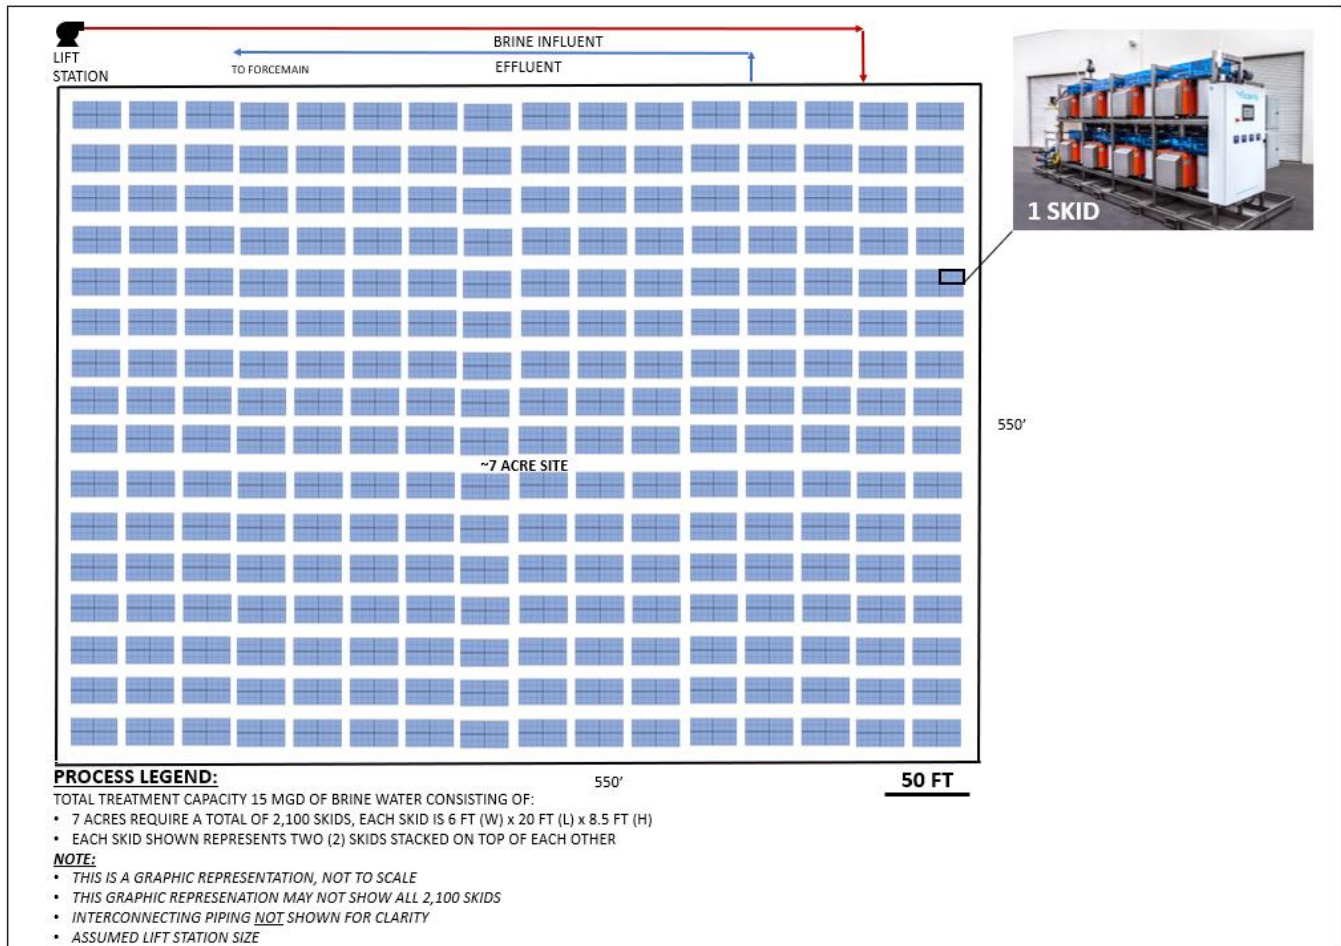 BRINE INFLUENT
LIFT
STATION
TO FORCEMAIN
EFFLUENT
1 SKID
550’
~7 ACRE SITE
PROCESS LEGEND:
550’
50 FT
TOTAL TREATMENT CAPACITY 15 MGD OF BRINE WATER CONSISTING OF:
• 7 ACRES REQUIRE A TOTAL OF 2,100 SKIDS, EACH SKID IS 6 FT (W) x 20 FT (L) x 8.5 FT (H)
• EACH SKID SHOWN REPRESENTS TWO (2) SKIDS STACKED ON TOP OF EACH OTHER
NOTE:
• THIS IS A GRAPHIC REPRESENTATION, NOT TO SCALE
• THIS GRAPHIC REPRESENATION MAY NOT SHOW ALL 2,100 SKIDS
• INTERCONNECTING PIPING NOT SHOWN FOR CLARITY
• ASSUMED LIFT STATION SIZE